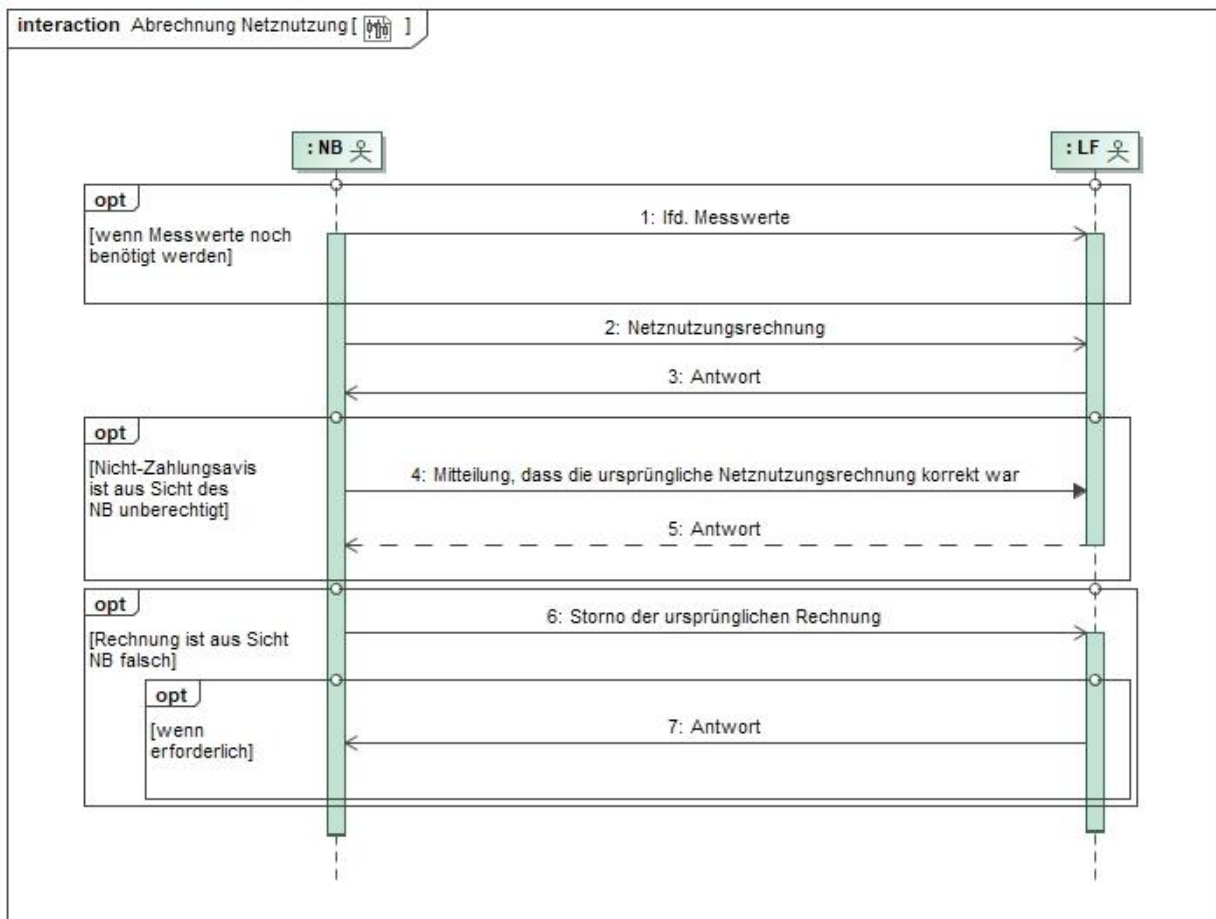 interaction Abrechnung Netznutzung [ ]
: NB
: LF
opt
[wenn Messwerte noch
benötigt werden]
1: lfd. Messwerte
2: Netznutzungsrechnung
3: Antwort
opt
[Nicht-Zahlungsavis
ist aus Sicht des
NB unberechtigt]
4: Mitteilung, dass die ursprüngliche Netznutzungsrechnung korrekt war
5: Antwort
opt
[Rechnung ist aus Sicht
NB falsch]
6: Storno der ursprünglichen Rechnung
opt
[wenn
erforderlich]
7: Antwort